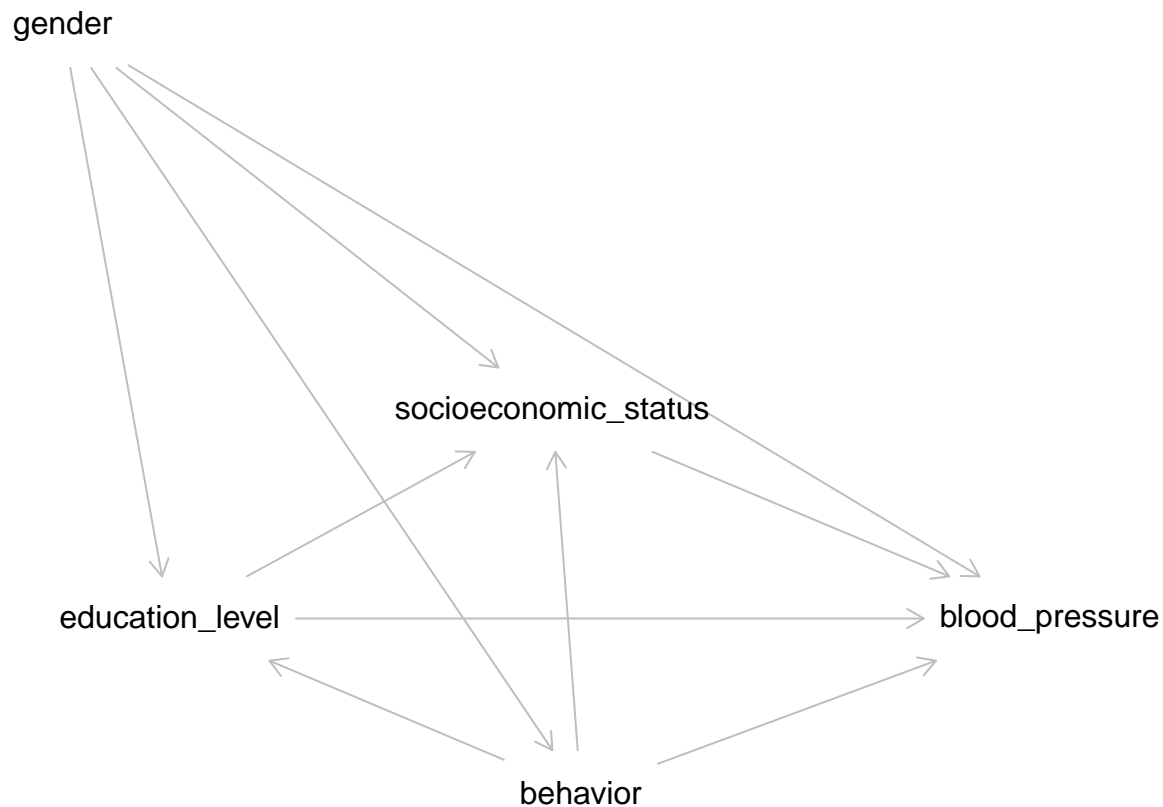 gender
socioeconomic_status
education_level
blood_pressure
behavior